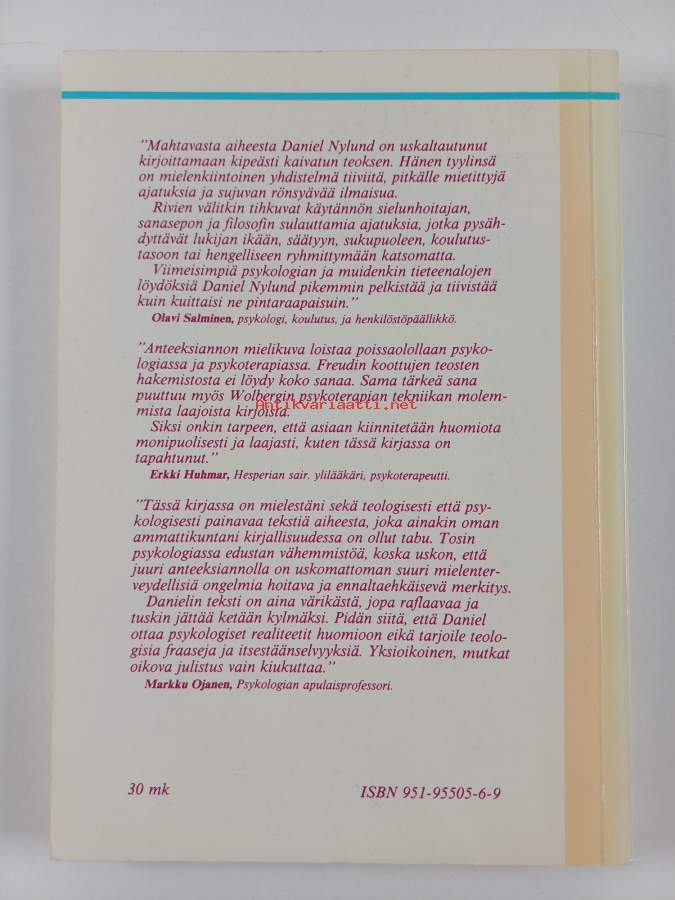 "Mahtavasta aiheesta Daniel Nylund on uskaltautunut
kirjoittamaan kipeästi kaivatun teoksen. Hänen tyylinsä
on mielenkiintoinen yhdistelmä tiiviitä, pitkälle mietittyjä
ajatuksia ja sujuvan rönsyävää ilmaisua.
Rivien välitkin tihkuvat käytännön sielunhoitajan,
sanasepon ja filosofin sulauttamia ajatuksia, jotka pysäh-
dyttävät lukijan ikään, säätyyn, sukupuoleen, koulutus-
tasoon tai hengelliseen ryhmittymään katsomatta.
Viimeisimpiä psykologian ja muidenkin tieteenalojen
löydöksiä Daniel Nylund pikemmin pelkistää ja tiivistää
kuin kuittaisi ne pintaraapaisuin."
Olavi Salminen, psykologi, koulutus, ja henkilöstöpäällikkö.
"Anteeksiannon mielikuva loistaa poissaolollaan psyko-
logiassa ja psykoterapiassa. Freudin koottujen teosten
hakemistosta ei löydy koko sanaa. Sama tärkeä sana
puuttuu myös Wolbergin psykoterapian tekniikan molem-
mista laajoista kirjoista.
Antikvariaatti.net
Siksi onkin tarpeen, että asiaan kiinnitetään huomiota
monipuolisesti ja laajasti, kuten tässä kirjassa on
tapahtunut."
Erkki Huhmar, Hesperian sair. ylilääkäri, psykoterapeutti.
"Tässä kirjassa on mielestäni sekä teologisesti että psy-
kologisesti painavaa tekstiä aiheesta, joka ainakin oman
ammattikuntani kirjallisuudessa on ollut tabu. Tosin
psykologiassa edustan vähemmistöä, koska uskon, että
juuri anteeksiannolla on uskomattoman suuri mielenter-
veydellisiä ongelmia hoitava ja ennaltaehkäisevä merkitys.
Danielin teksti on aina värikästä, jopa raflaavaa ja
tuskin jättää ketään kylmäksi. Pidän siitä, että Daniel
ottaa psykologiset realiteetit huomioon eikä tarjoile teolo-
gisia fraaseja ja itsestäänselvyyksiä. Yksioikoinen, mutkat
oikova julistus vain kiukuttaa."
Markku Ojanen, Psykologian apulaisprofessori.
30 mk
ISBN 951-95505-6-9